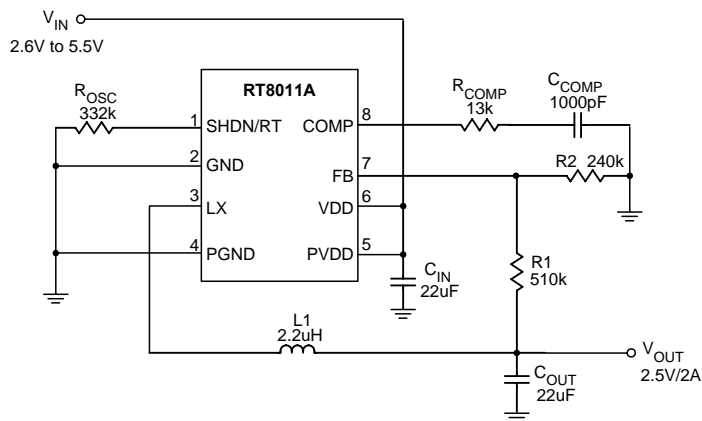 VIN
2.6V to 5.5V
ROSC
332k
RT8011A
RCOMP
13k
CCOMP
1000pF
1
SHDN/RT
COMP
8
2
GND
FB
7
R2 240k
3
LX
VDD
6
4
PGND
PVDD
5
CIN
22uF
R1
510k
L1
2.2uH
VOUT
2.5V/2A
COUT
22uF